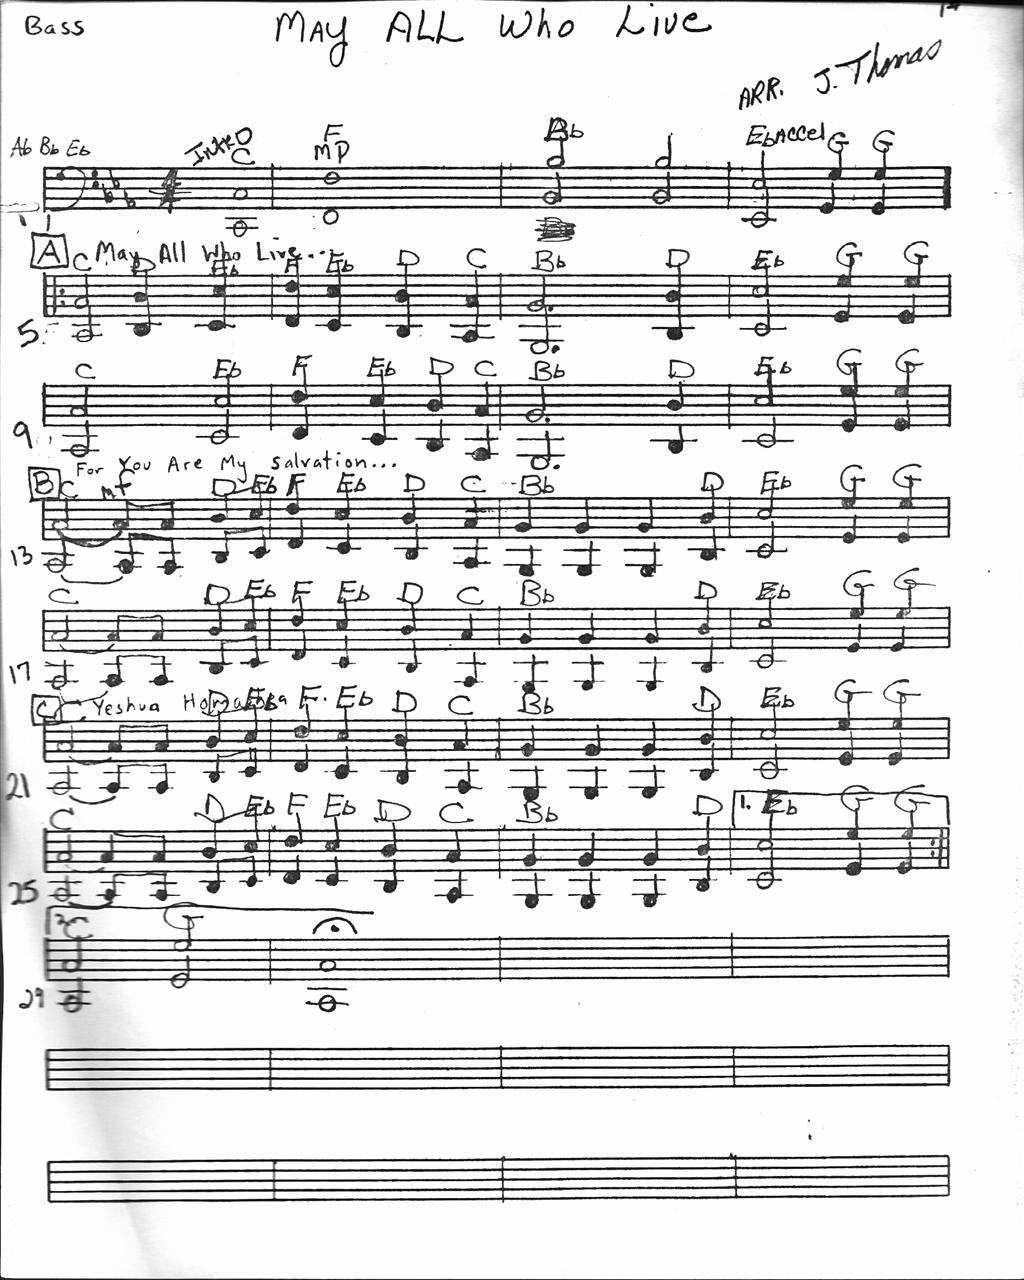 Bass
May ALL Who Live
ARR. J. Thomas
Ab Bb Eb Intro C F Bb Eb Accel G G
mp
A May All Who Live...
C D Eb F Eb D C Bb D Eb G G
5
C Eb F Eb D C Bb D Eb G G
9
For You Are My Salvation...
B C mf D Eb F Eb D C Bb D Eb G G
13
C D Eb F Eb D C Bb D Eb G G
17
C C Yeshua D Eb F Eb D C Bb D Eb G G
21
C D Eb F Eb D C Bb D 1. Eb G G
25
2. C G
29